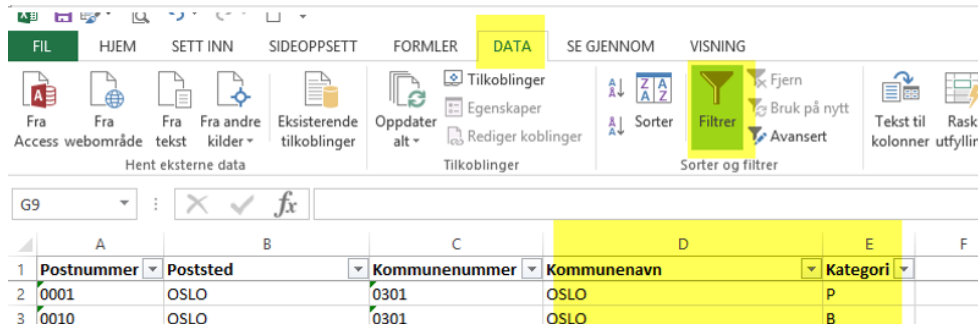 FIL HJEM SETT INN SIDEOPPSETT FORMLER DATA SE GJENNOM VISNING
Fra Access
Fra webområde
Fra tekst
Fra andre kilder
Eksisterende tilkoblinger
Oppdater alt
Tilkoblinger
Egenskaper
Rediger koblinger
Sorter
Filtrer
Fjern
Bruk på nytt
Avansert
Tekst til kolonner
Hent eksterne data Tilkoblinger Sorter og filtrer
G9 fx
A B C D E F
1 Postnummer Poststed Kommunenummer Kommunenavn Kategori
2 0001 OSLO 0301 OSLO P
3 0010 OSLO 0301 OSLO B